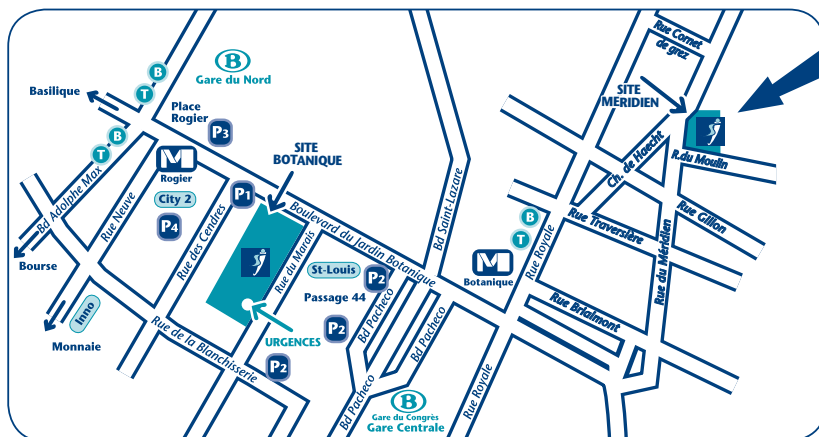 Rue Cornet
de grez
B
Gare du Nord
B
T
Basilique
SITE
MÉRIDIEN
Place
Rogier
P3
B
T
SITE
BOTANIQUE
Ch. de Haecht
R.du Moulin
M
Rogier
Bd Adolphe Max
Rue Neuve
City 2
P1
P4
Rue des Cendres
Boulevard du Jardin Botanique
Bd Saint-Lazare
Rue Gillon
Rue Traversière
B
T
Rue Royale
Rue du Méridien
Rue du Marais
M
Botanique
Bourse
St-Louis
P2
Passage 44
Inno
Monnaie
Rue de la Blanchisserie
URGENCES
P2
P2
Bd Pacheco
Bd Pacheco
Bd Pacheco
Rue Brialmont
Rue Royale
B
Gare du Congrès
Gare Centrale